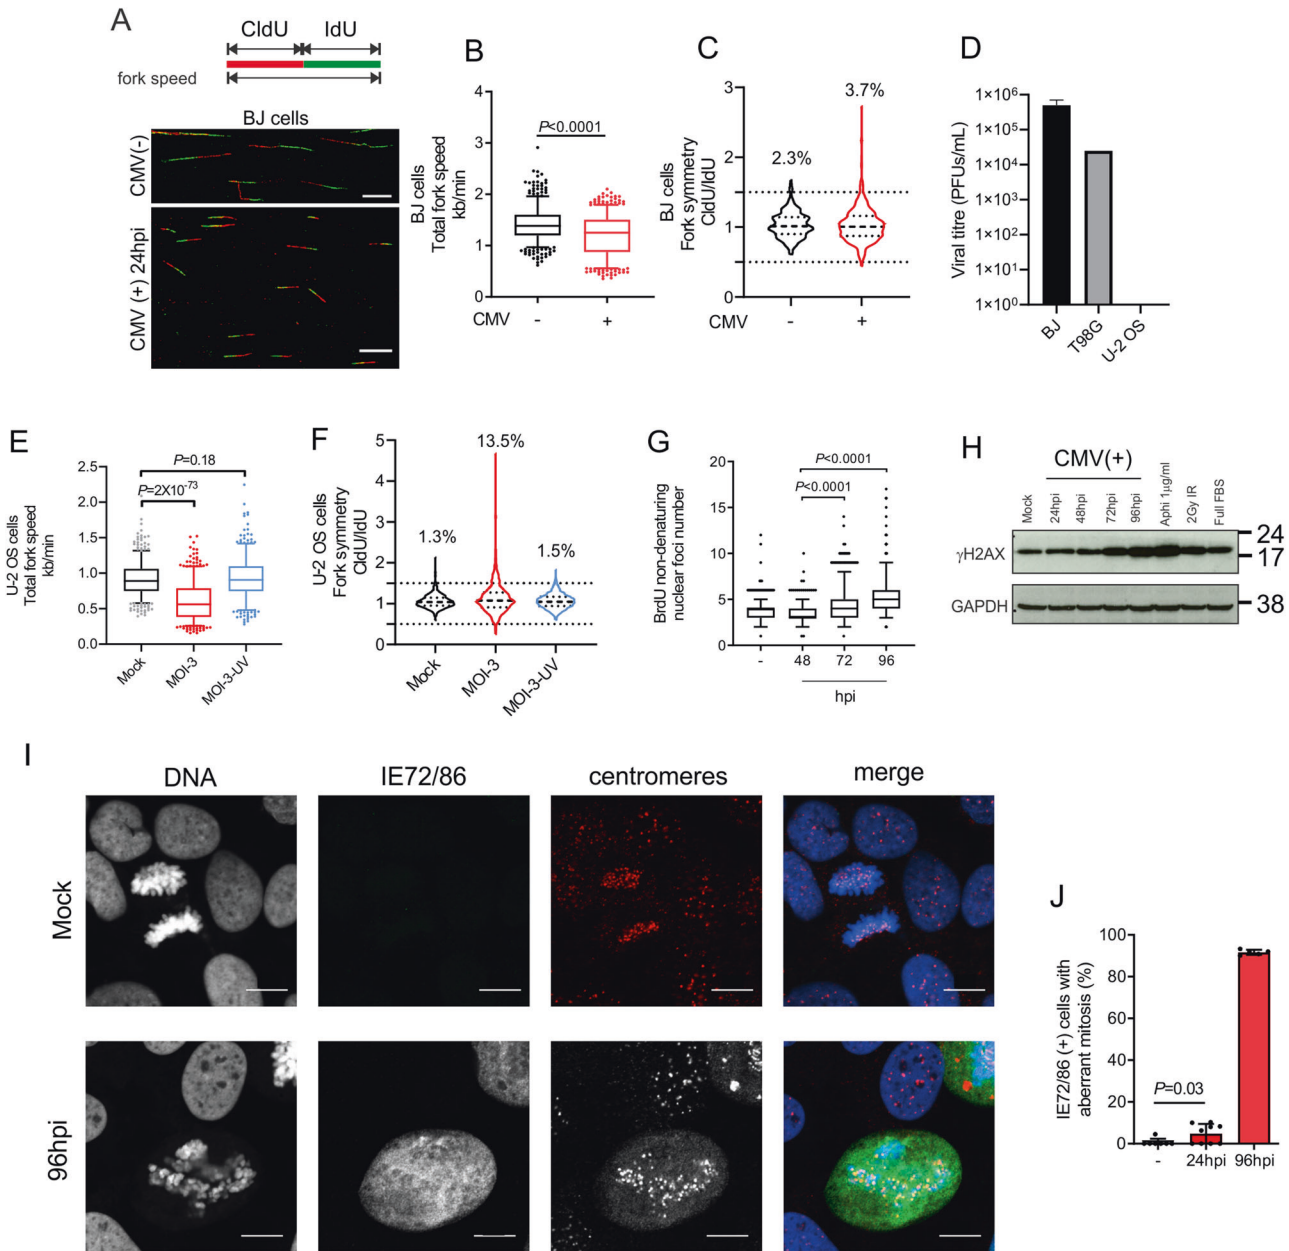 A
CldU IdU
fork speed
BJ cells
CMV(-)
CMV (+) 24hpi
B
BJ cells
Total fork speed
kb/min
4
3
2
1
0
P<0.0001
CMV - +
C
BJ cells
Fork symmetry
CldU/IdU
3
2
1
0
2.3%
3.7%
CMV - +
D
Viral titre (PFUs/mL)
1×10⁶
1×10⁵
1×10⁴
1×10³
1×10²
1×10¹
1×10⁰
BJ
T98G
U-2 OS
E
U-2 OS cells
Total fork speed
kb/min
2.5
2.0
1.5
1.0
0.5
0.0
P=0.18
P=2X10⁻⁷³
Mock
MOI-3
MOI-3-UV
F
U-2 OS cells
Fork symmetry
CldU/IdU
5
4
3
2
1
0
1.3%
13.5%
1.5%
Mock
MOI-3
MOI-3-UV
G
BrdU non-denaturing
nuclear foci number
20
15
10
5
0
P<0.0001
P<0.0001
- 48 72 96
hpi
H
CMV(+)
Mock
24hpi
48hpi
72hpi
96hpi
Aphi 1μg/ml
2Gy IR
Full FBS
γH2AX
24
17
GAPDH
38
I
DNA IE72/86 centromeres merge
Mock
96hpi
J
IE72/86 (+) cells with
aberrant mitosis (%)
100
80
60
40
20
0
P=0.03
- 24hpi 96hpi